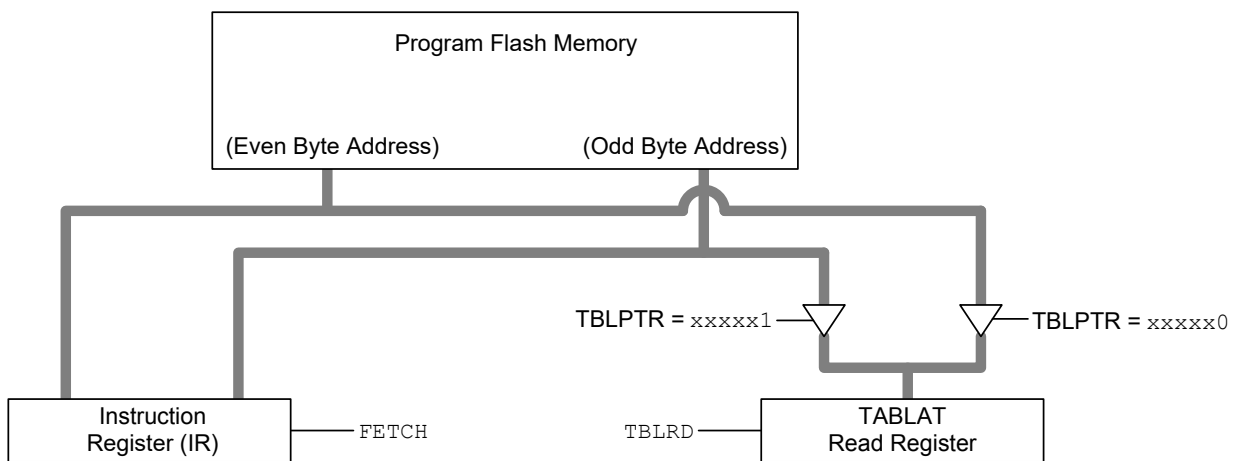 Program Flash Memory
(Even Byte Address)
(Odd Byte Address)
TBLPTR = xxxxx1
TBLPTR = xxxxx0
Instruction
Register (IR)
FETCH
TBLRD
TABLAT
Read Register